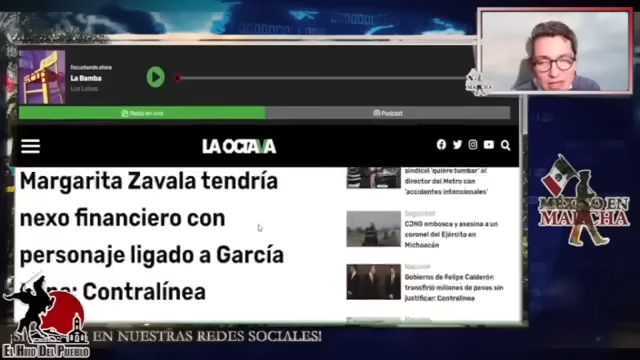 Escuchando ahora
La Bamba
Los Lobos
Radio en vivo
Podcast
LA OCTAVA
Margarita Zavala tendría
nexo financiero con
personaje ligado a García
Contralínea
sindical 'quiere tumbar' al
director del Metro con
'accidentes intencionales'
Seguridad
CJNG embosca y asesina a un
coronel del Ejército en
Michoacán
Nacional
Gobierno de Felipe Calderón
transfirió millones de pesos sin
justificar: Contralínea
MÉXICO EN
MARCHA
EN NUESTRAS REDES SOCIALES!
EL HIJO DEL PUEBLO